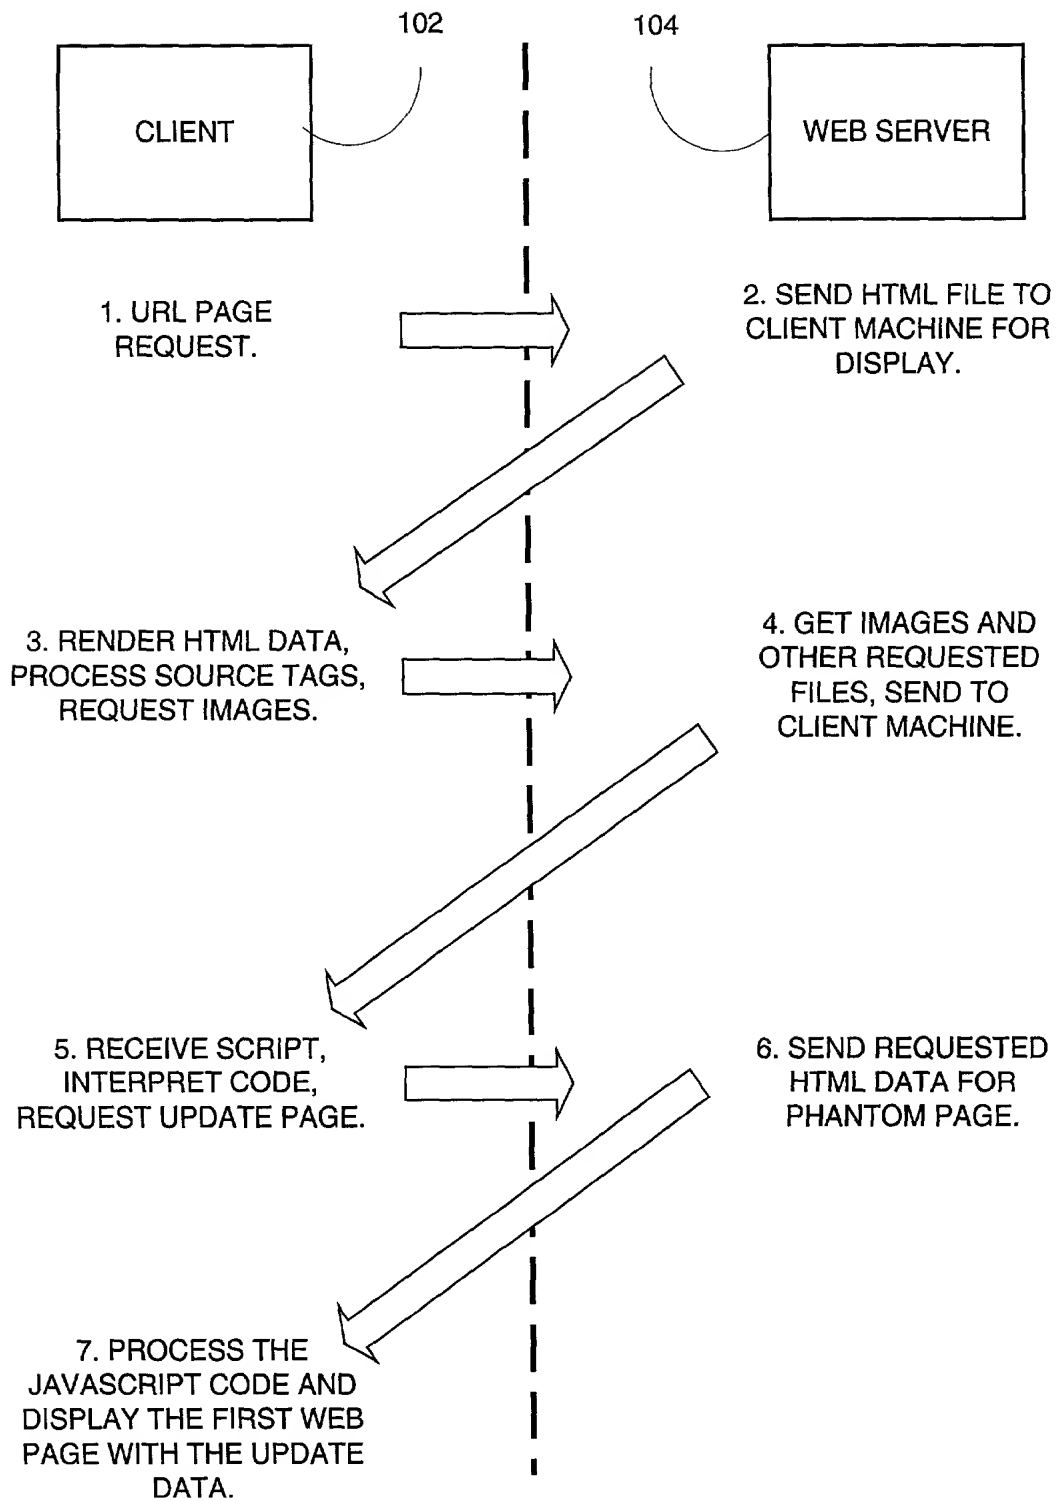 102
104
CLIENT
WEB SERVER
1. URL PAGE
REQUEST.
2. SEND HTML FILE TO
CLIENT MACHINE FOR
DISPLAY.
3. RENDER HTML DATA,
PROCESS SOURCE TAGS,
REQUEST IMAGES.
4. GET IMAGES AND
OTHER REQUESTED
FILES, SEND TO
CLIENT MACHINE.
5. RECEIVE SCRIPT,
INTERPRET CODE,
REQUEST UPDATE PAGE.
6. SEND REQUESTED
HTML DATA FOR
PHANTOM PAGE.
7. PROCESS THE
JAVASCRIPT CODE AND
DISPLAY THE FIRST WEB
PAGE WITH THE UPDATE
DATA.